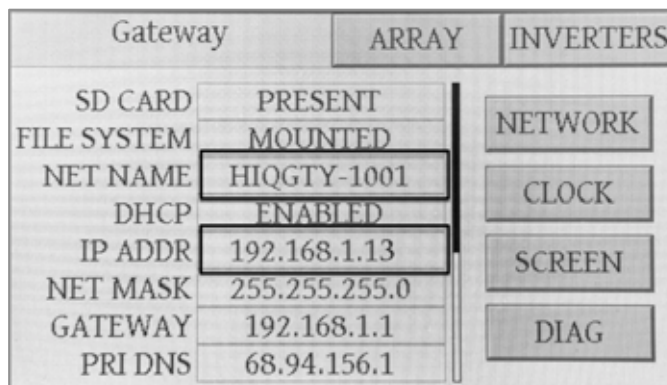 Gateway ARRAY INVERTERS
SD CARD PRESENT
FILE SYSTEM MOUNTED
NET NAME HIQGTY-1001
DHCP ENABLED
IP ADDR 192.168.1.13
NET MASK 255.255.255.0
GATEWAY 192.168.1.1
PRI DNS 68.94.156.1
NETWORK
CLOCK
SCREEN
DIAG